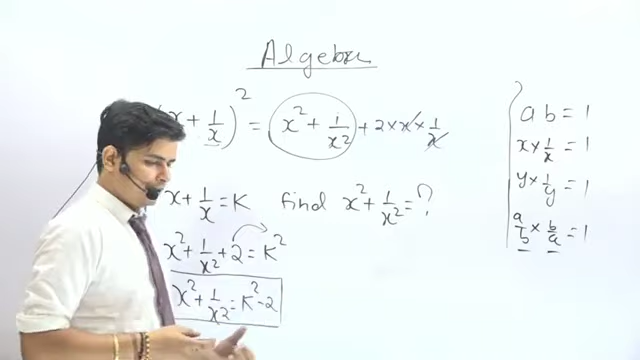 Algebra
(x + 1/x)² = x² + 1/x² + 2 × x × 1/x
x + 1/x = K find x² + 1/x² = ?
x² + 1/x² + 2 = K²
x² + 1/x² = K² - 2
ab = 1
x × 1/x = 1
y × 1/y = 1
a/b × b/a = 1